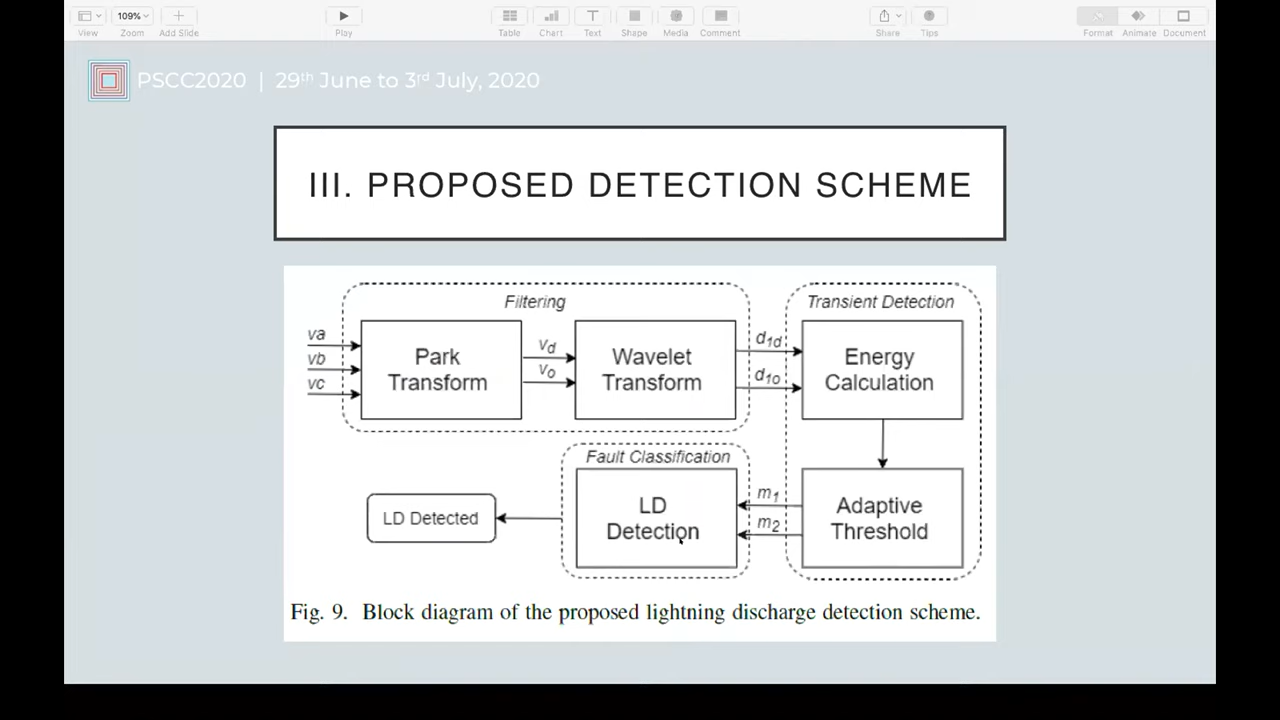 109%
View
Zoom
Add Slide
Play
Table
Chart
Text
Shape
Media
Comment
Share
Tips
Format
Animate
Document
PSCC2020 | 29th June to 3rd July, 2020
III. PROPOSED DETECTION SCHEME
Filtering
Transient Detection
va
vb
vc
Park
Transform
vd
vo
Wavelet
Transform
d1d
d1o
Energy
Calculation
Fault Classification
LD Detected
LD
Detection
m1
m2
Adaptive
Threshold
Fig. 9. Block diagram of the proposed lightning discharge detection scheme.